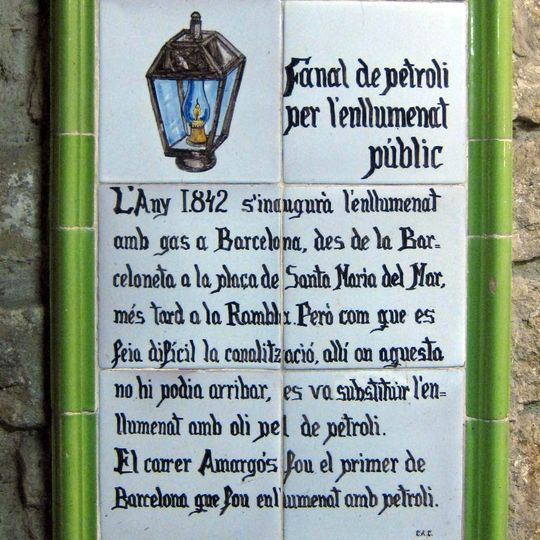 Fanal de petroli
per l'enllumenat
públic
L'Any 1.842 s'inaugurà l'enllumenat
amb gas a Barcelona, des de la Bar-
celoneta a la plaça de Santa Maria del Mar,
més tard a la Rambla. Però com que es
feia difícil la canalització, allí on aquesta
no hi podia arribar, es va substituir l'en-
llumenat amb oli pel de petroli.
El carrer Amargós fou el primer de
Barcelona que fou enllumenat amb petroli.